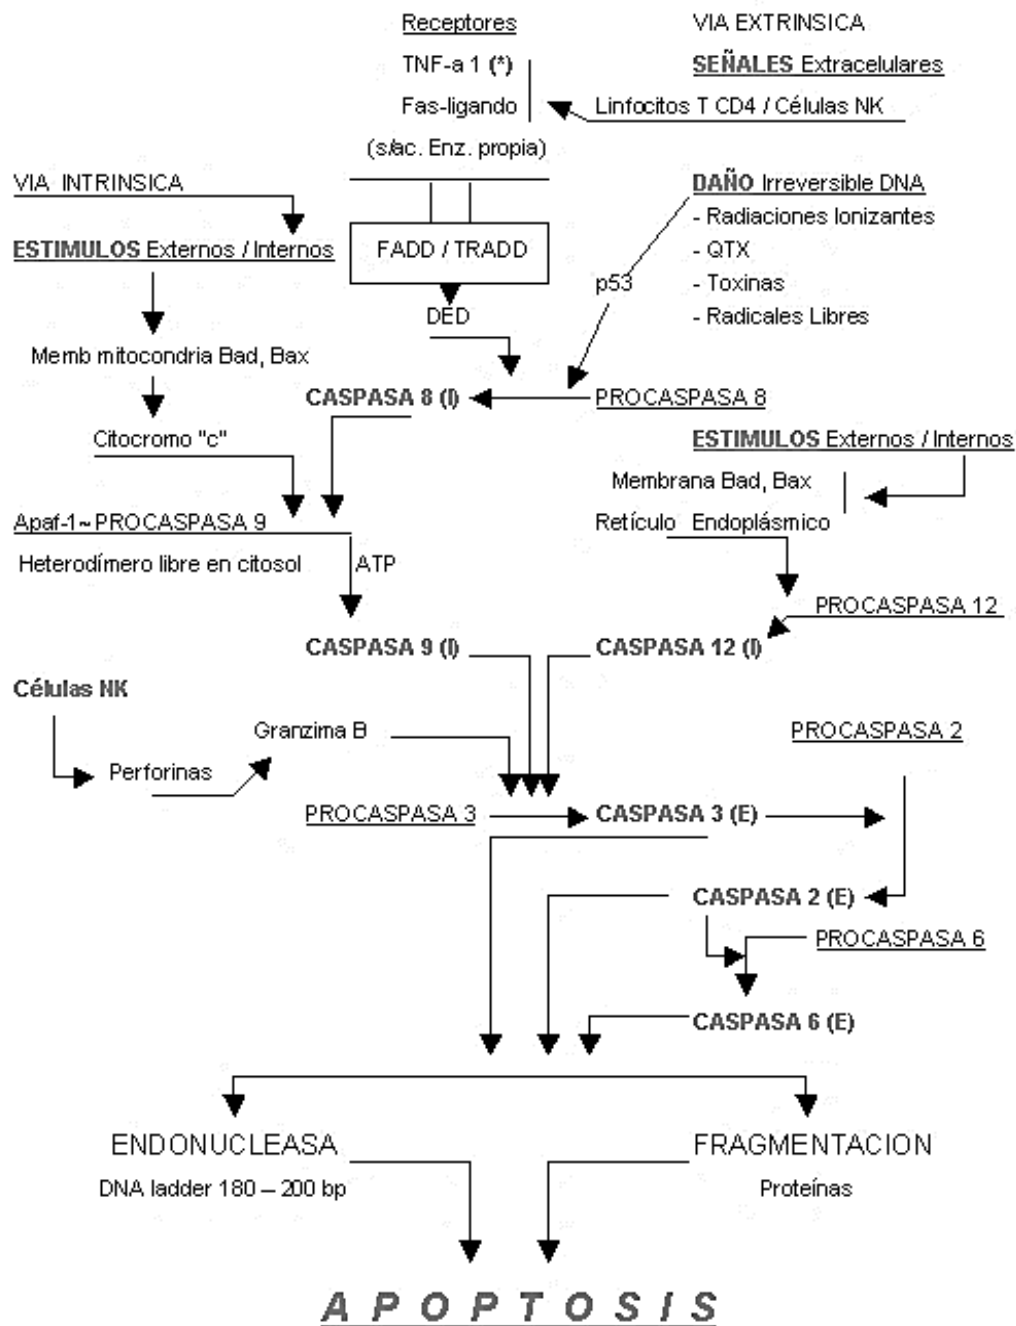 Receptores
VIA EXTRINSICA
TNF-a 1 (*)
SEÑALES Extracelulares
Fas-ligando
Linfocitos T CD4 / Células NK
(s/ac. Enz. propia)
VIA INTRINSICA
DAÑO Irreversible DNA
- Radiaciones Ionizantes
ESTIMULOS Externos / Internos
FADD / TRADD
- QTX
p53
- Toxinas
DED
- Radicales Libres
Memb mitocondria Bad, Bax
CASPASA 8 (I)
PROCASPASA 8
Citocromo "c"
ESTIMULOS Externos / Internos
Membrana Bad, Bax
Apaf-1~PROCASPASA 9
Retículo Endoplásmico
Heterodímero libre en citosol
ATP
PROCASPASA 12
CASPASA 9 (I)
CASPASA 12 (I)
Células NK
Granzima B
PROCASPASA 2
Perforinas
PROCASPASA 3
CASPASA 3 (E)
CASPASA 2 (E)
PROCASPASA 6
CASPASA 6 (E)
ENDONUCLEASA
FRAGMENTACION
DNA ladder 180 – 200 bp
Proteínas
A P O P T O S I S